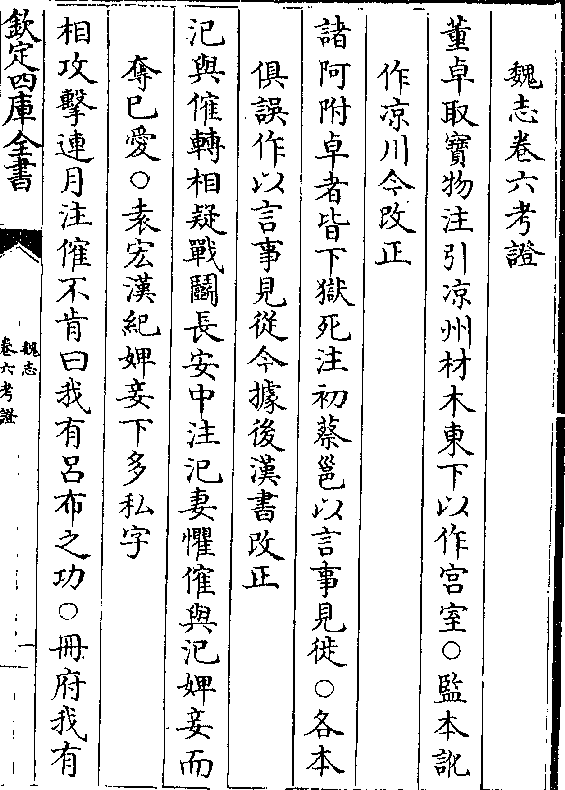 魏志卷六考證
董卓取寶物注引凉州材木東下以作宫室○監本訛
作凉川今改正
諸阿附卓者皆下獄死注初蔡邕以言事見徙○各本
俱誤作以言事見從今據後漢書改正
汜與傕轉相疑戰鬬長安中注汜妻懼傕與汜婢妾而
奪已愛○袁宏漢紀婢妾下多私字
相攻擊連月注傕不肯曰我有吕布之功○冊府我有
欽定四庫全書
魏志
卷六考證
一